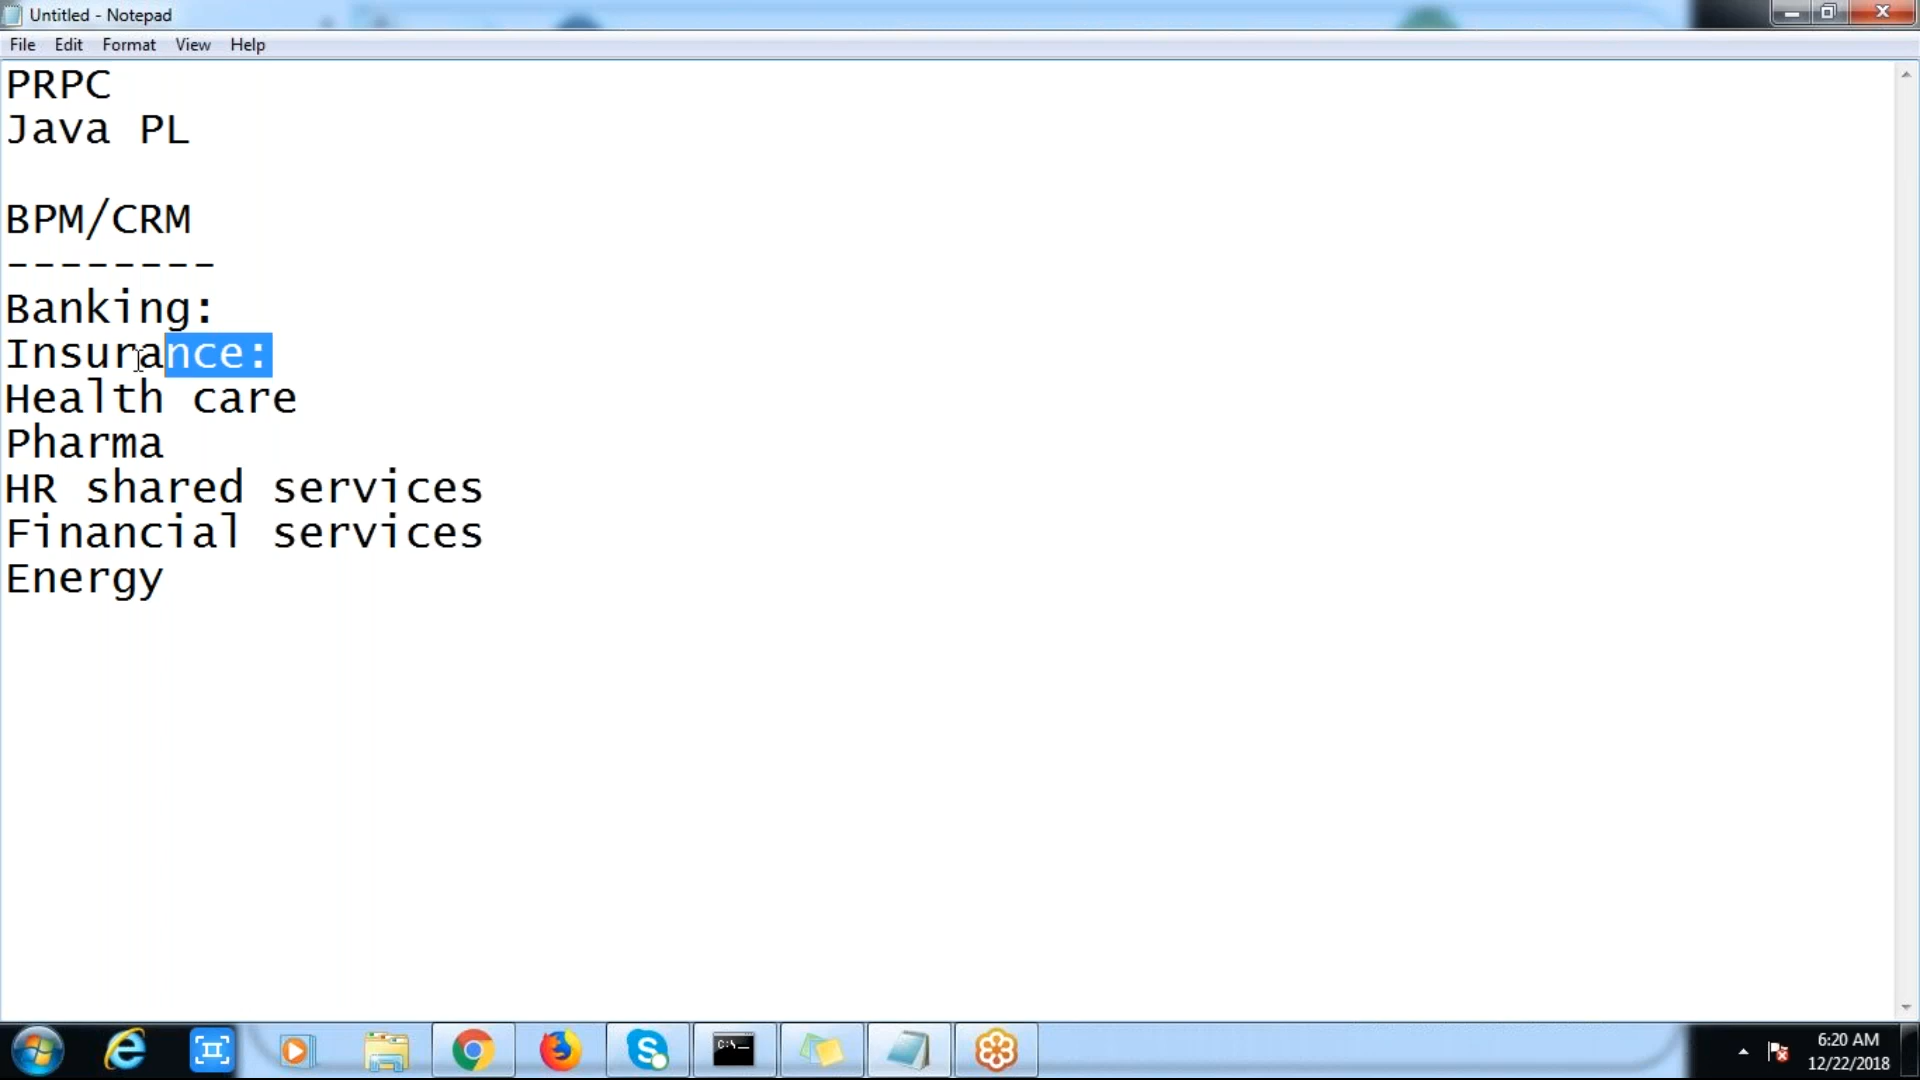 Untitled - Notepad
File Edit Format View Help
PRPC
Java PL
BPM/CRM
--------
Banking:
Insurance:
Health care
Pharma
HR shared services
Financial services
Energy
C:\_
6:20 AM
12/22/2018